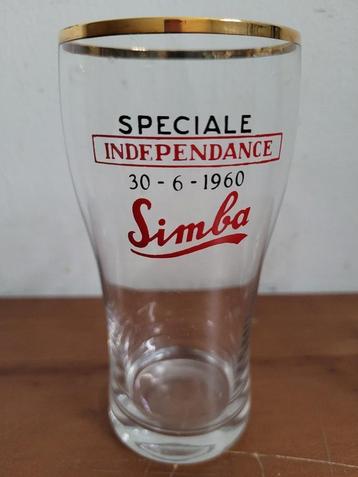 SPECIALE
INDEPENDANCE
30-6-1960
Simba